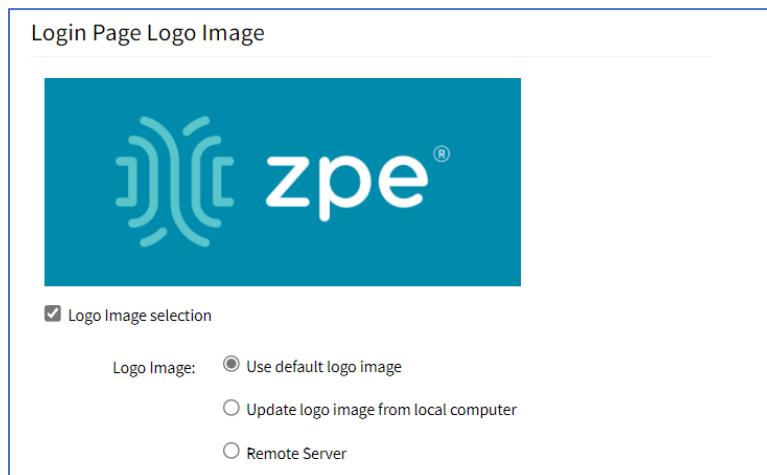 Login Page Logo Image
zpe®
Logo Image selection
Logo Image: Use default logo image
Update logo image from local computer
Remote Server